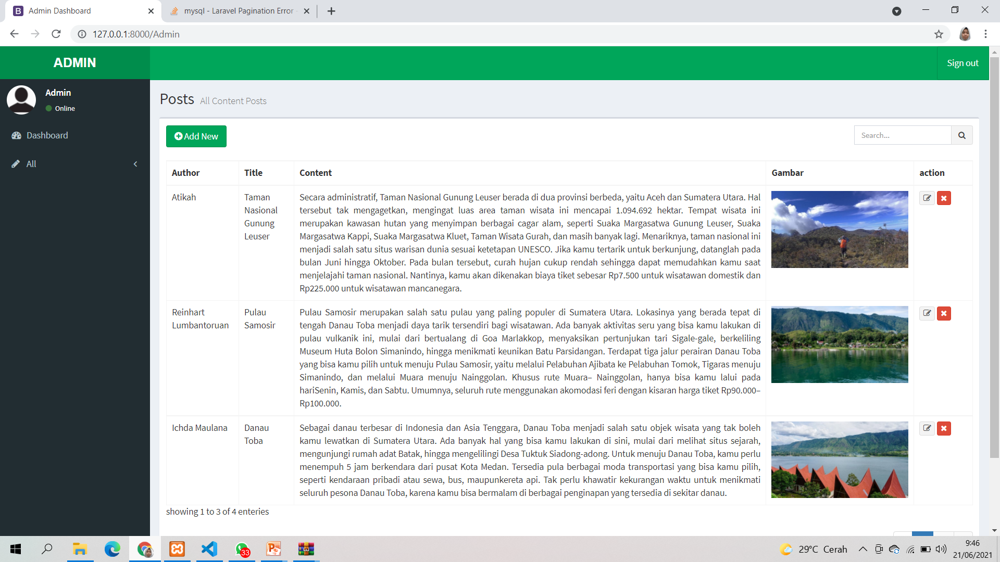 Admin Dashboard
mysql - Laravel Pagination Error
127.0.0.1:8000/Admin
ADMIN
Sign out
Admin
Online
Dashboard
All
Posts All Content Posts
Add New
Search...
Author Title Content Gambar action
Atikah
Taman
Nasional
Gunung
Leuser
Secara administratif, Taman Nasional Gunung Leuser berada di dua provinsi berbeda, yaitu Aceh dan Sumatera Utara. Hal
tersebut tak mengagetkan, mengingat luas area taman wisata ini mencapai 1.094.692 hektar. Tempat wisata ini
merupakan kawasan hutan yang menyimpan berbagai cagar alam, seperti Suaka Margasatwa Gunung Leuser, Suaka
Margasatwa Kappi, Suaka Margasatwa Kluet, Taman Wisata Gurah, dan masih banyak lagi. Menariknya, taman nasional ini
menjadi salah satu situs warisan dunia sesuai ketetapan UNESCO. Jika kamu tertarik untuk berkunjung, datanglah pada
bulan Juni hingga Oktober. Pada bulan tersebut, curah hujan cukup rendah sehingga dapat memudahkan kamu saat
menjelajahi taman nasional. Nantinya, kamu akan dikenakan biaya tiket sebesar Rp7.500 untuk wisatawan domestik dan
Rp225.000 untuk wisatawan mancanegara.
Reinhart
Lumbantoruan
Pulau
Samosir
Pulau Samosir merupakan salah satu pulau yang paling populer di Sumatera Utara. Lokasinya yang berada tepat di
tengah Danau Toba menjadi daya tarik tersendiri bagi wisatawan. Ada banyak aktivitas seru yang bisa kamu lakukan di
pulau vulkanik ini, mulai dari bertualang di Goa Marlakkop, menyaksikan pertunjukan tari Sigale-gale, berkeliling
Museum Huta Bolon Simanindo, hingga menikmati keunikan Batu Parsidangan. Terdapat tiga jalur perairan Danau Toba
yang bisa kamu pilih untuk menuju Pulau Samosir, yaitu melalui Pelabuhan Ajibata ke Pelabuhan Tomok, Tigaras menuju
Simanindo, dan melalui Muara menuju Nainggolan. Khusus rute Muara– Nainggolan, hanya bisa kamu lalui pada
hariSenin, Kamis, dan Sabtu. Umumnya, seluruh rute menggunakan akomodasi feri dengan kisaran harga tiket Rp90.000–
Rp100.000.
Ichda Maulana
Danau
Toba
Sebagai danau terbesar di Indonesia dan Asia Tenggara, Danau Toba menjadi salah satu objek wisata yang tak boleh
kamu lewatkan di Sumatera Utara. Ada banyak hal yang bisa kamu lakukan di sini, mulai dari melihat situs sejarah,
mengunjungi rumah adat Batak, hingga mengelilingi Desa Tuktuk Siadong-adong. Untuk menuju Danau Toba, kamu perlu
menempuh 5 jam berkendara dari pusat Kota Medan. Tersedia pula berbagai moda transportasi yang bisa kamu pilih,
seperti kendaraan pribadi atau sewa, bus, maupunkereta api. Tak perlu khawatir kekurangan waktu untuk menikmati
seluruh pesona Danau Toba, karena kamu bisa bermalam di berbagai penginapan yang tersedia di sekitar danau.
showing 1 to 3 of 4 enteries
33
29°C Cerah
9:46
21/06/2021